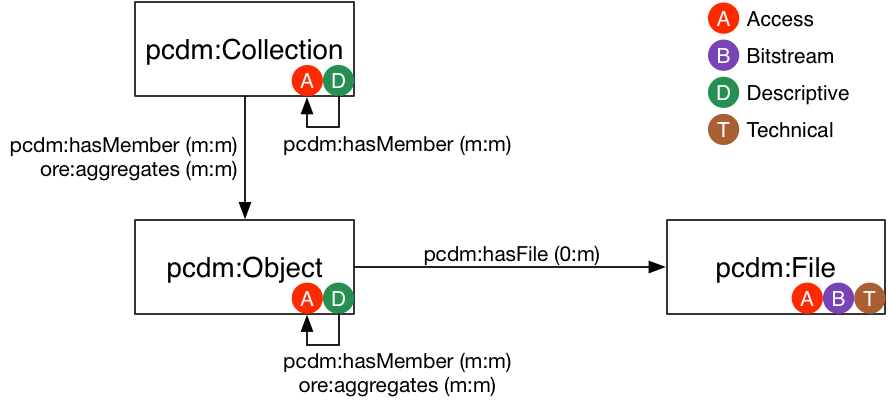 pcdm:Collection
A D
pcdm:hasMember (m:m)
pcdm:hasMember (m:m)
ore:aggregates (m:m)
pcdm:Object
A D
pcdm:hasMember (m:m)
ore:aggregates (m:m)
pcdm:hasFile (0:m)
pcdm:File
A B T
A Access
B Bitstream
D Descriptive
T Technical